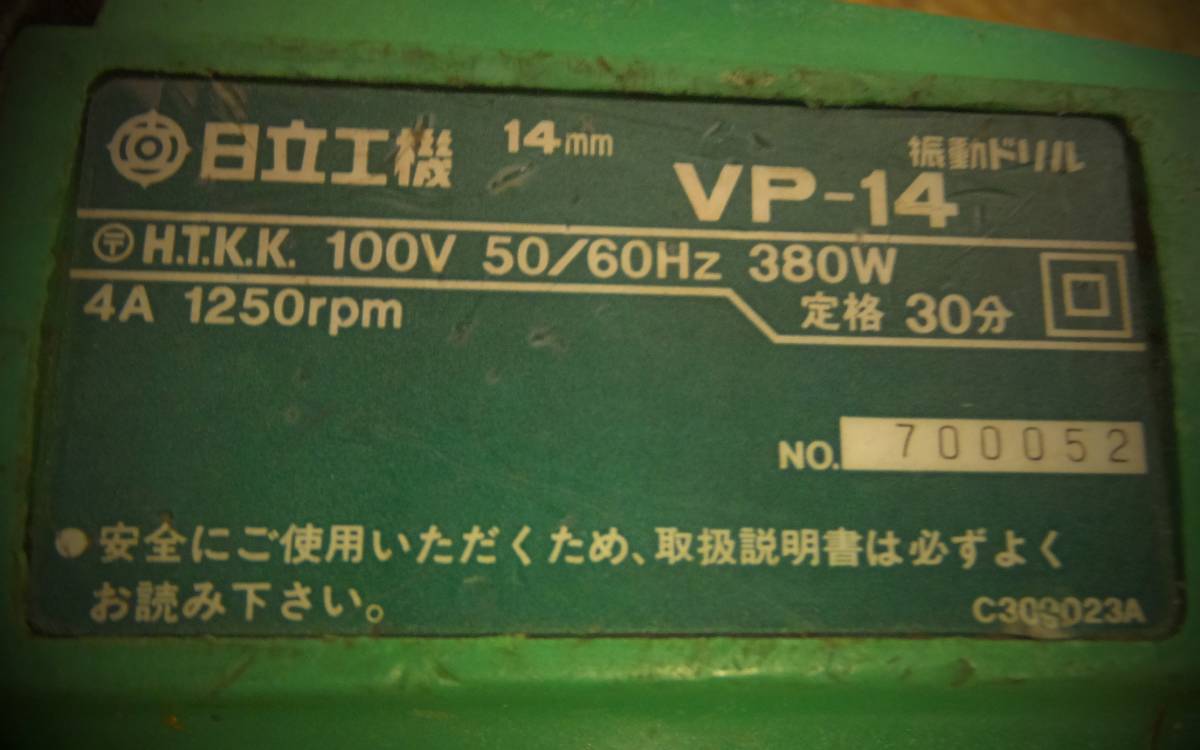 日立工機 14mm 振動ドリル
VP-14
〒 H.T.K.K. 100V 50/60Hz 380W
4A 1250rpm 定格 30分
NO. 700052
●安全にご使用いただくため、取扱説明書は必ずよく
お読み下さい。